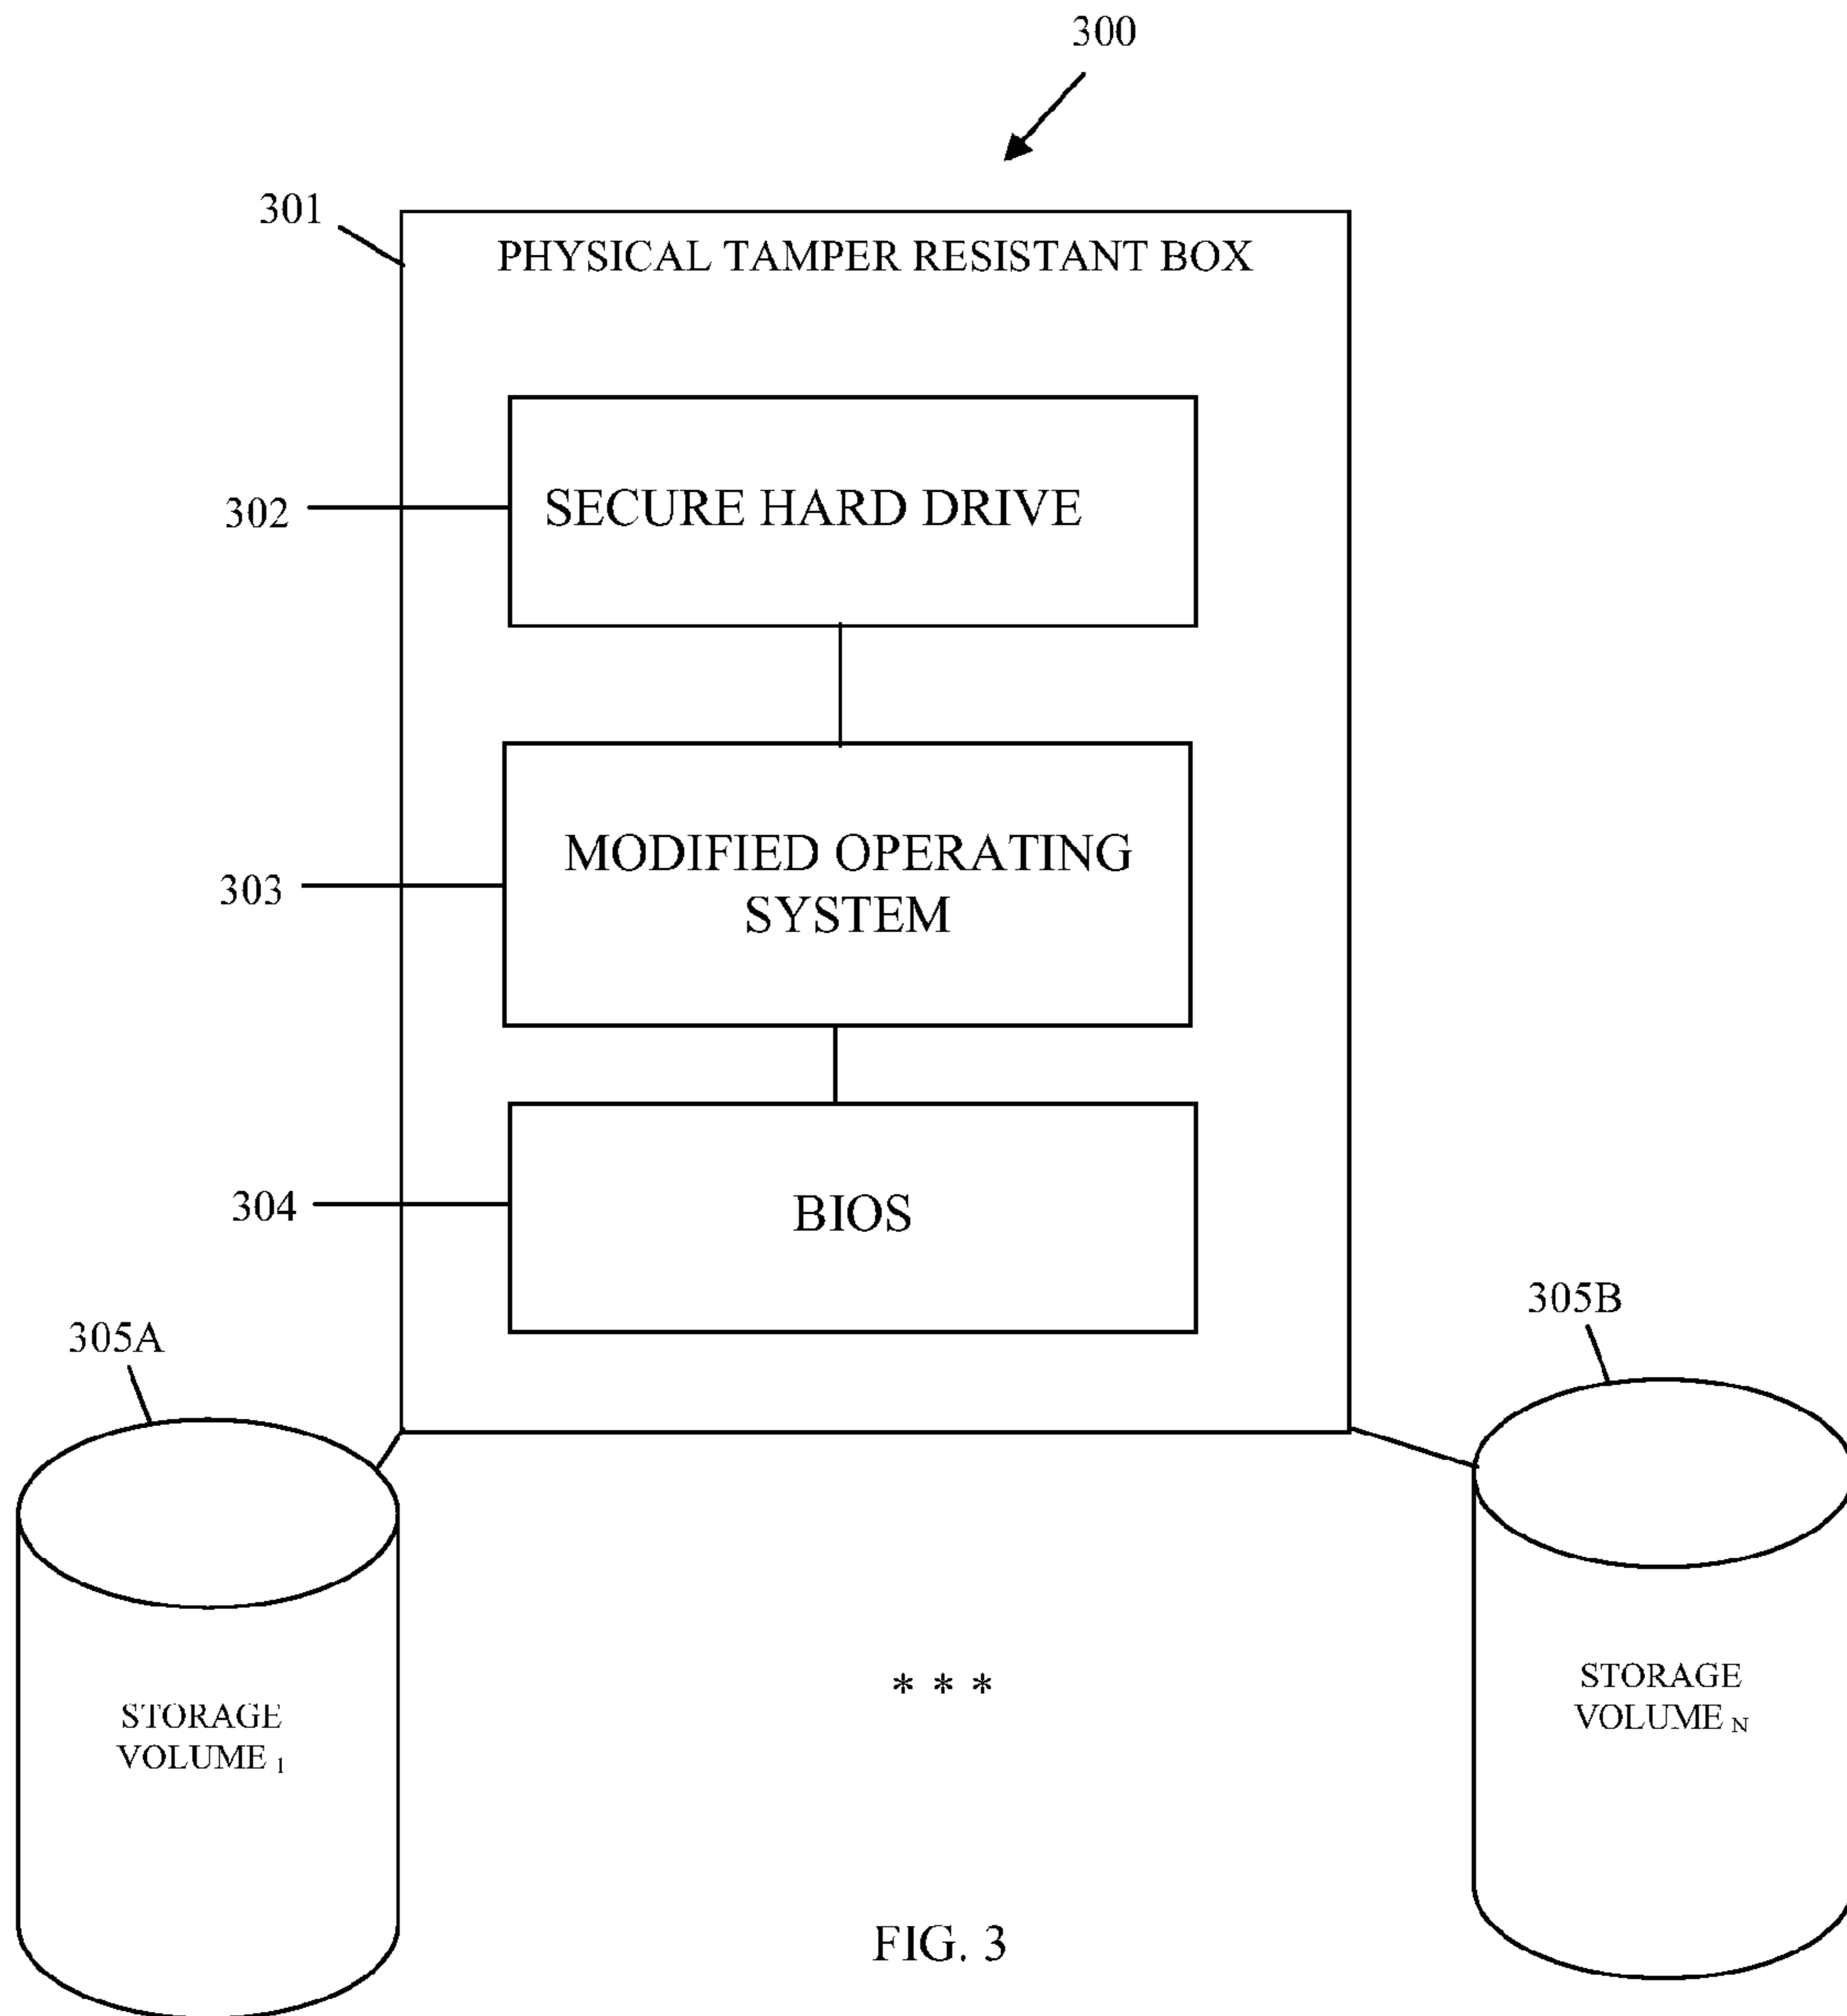 300
301
PHYSICAL TAMPER RESISTANT BOX
302
SECURE HARD DRIVE
303
MODIFIED OPERATING
SYSTEM
304
BIOS
305A
305B
STORAGE
VOLUME 1
* * *
STORAGE
VOLUME N
FIG. 3